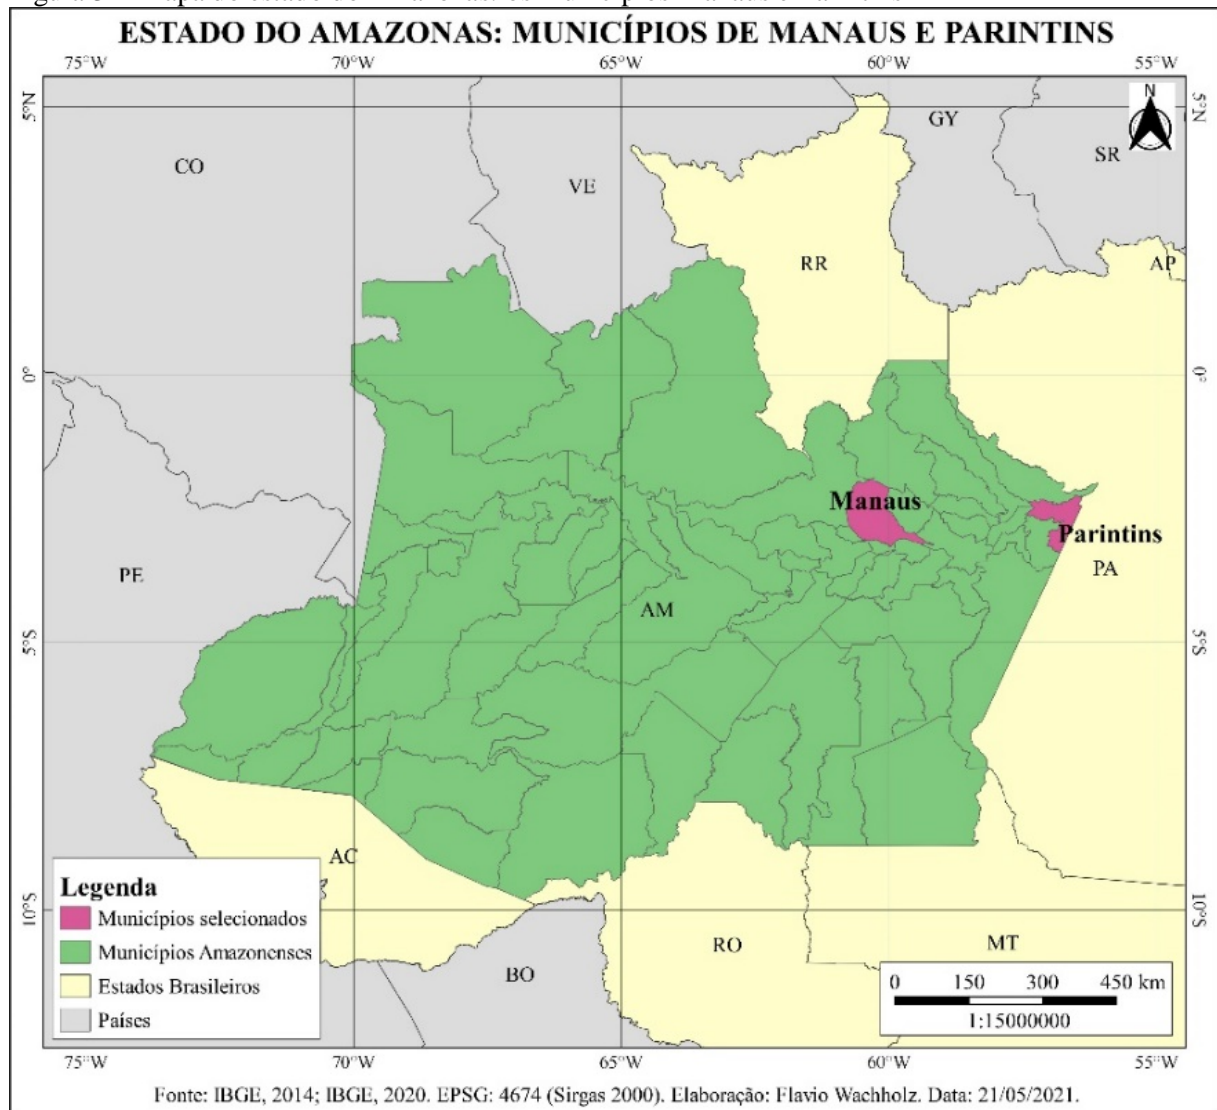 ESTADO DO AMAZONAS: MUNICÍPIOS DE MANAUS E PARINTINS
75°W 70°W 65°W 60°W 55°W
5°N
N
5°N
GY
SR
CO
VE
RR
AP
0°
0°
Manaus
Parintins
PE
PA
AM
5°S
5°S
AC
Legenda
Municípios selecionados
Municípios Amazonenses
Estados Brasileiros
Países
10°S
10°S
RO
MT
BO
0 150 300 450 km
1:15000000
75°W 70°W 65°W 60°W 55°W
Fonte: IBGE, 2014; IBGE, 2020. EPSG: 4674 (Sirgas 2000). Elaboração: Flavio Wachholz. Data: 21/05/2021.